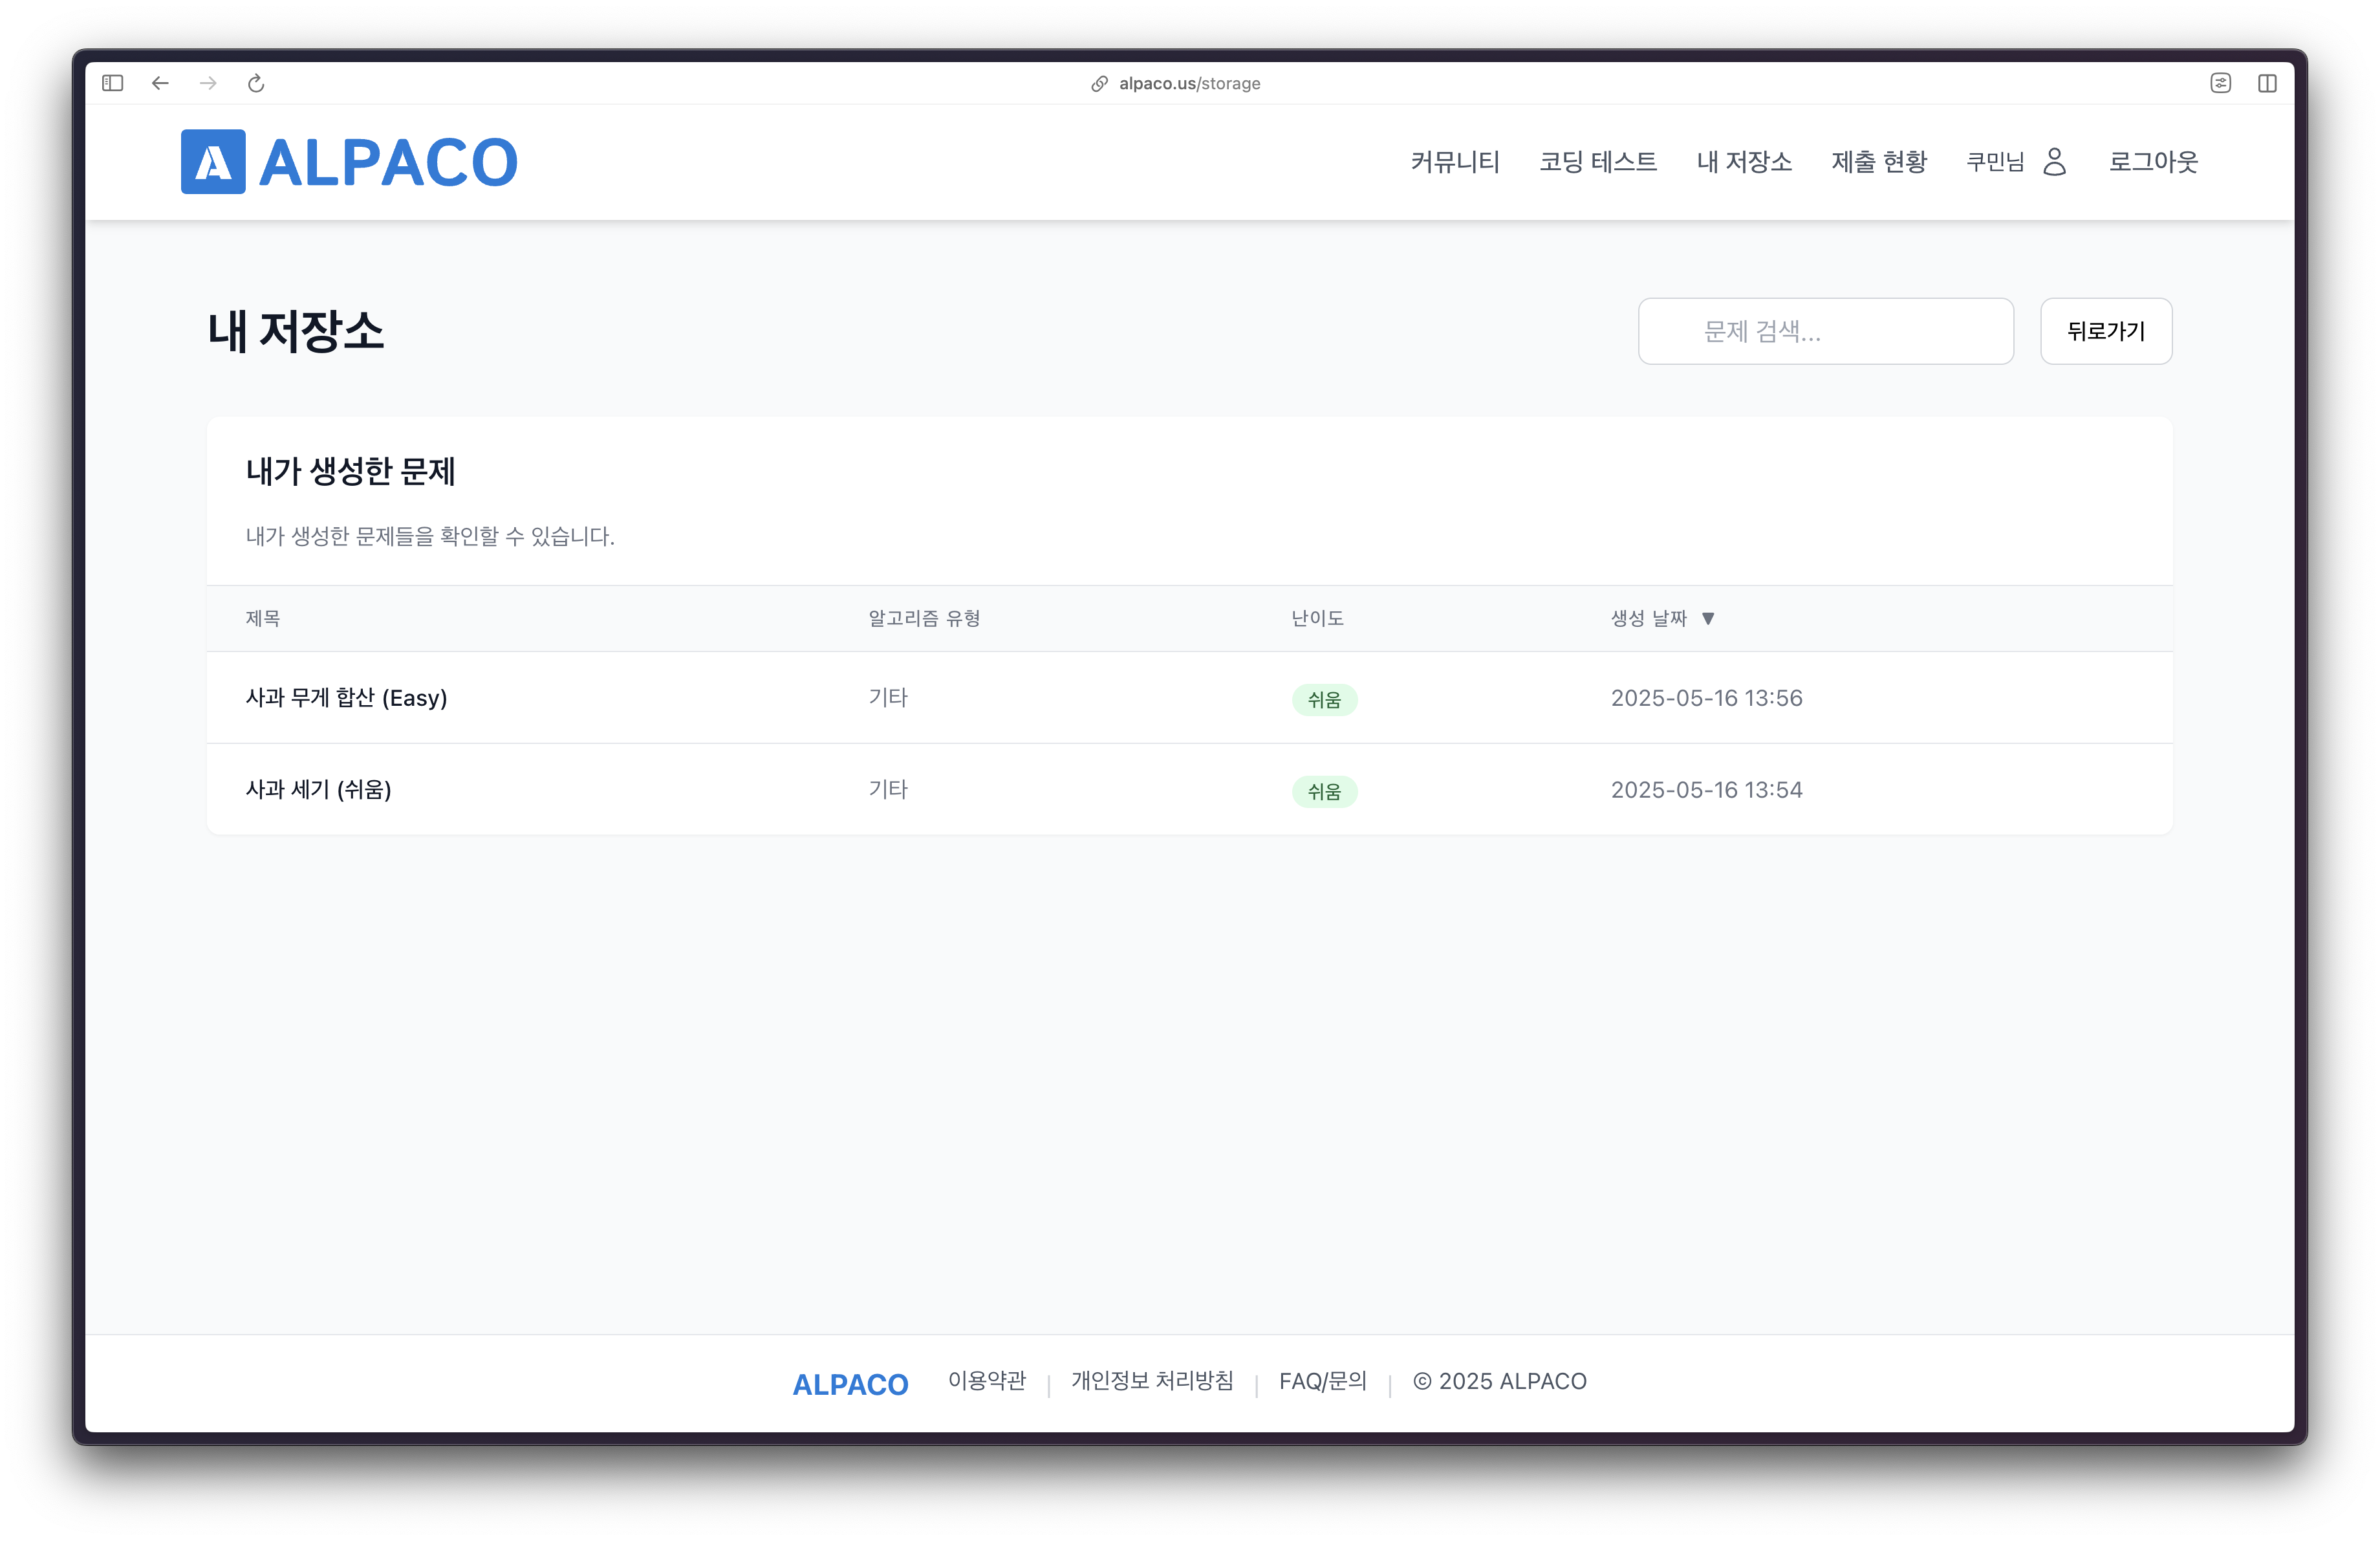 alpaco.us/storage
ALPACO
커뮤니티 코딩 테스트 내 저장소 제출 현황 쿠민님 로그아웃
내 저장소
문제 검색...
뒤로가기
내가 생성한 문제
내가 생성한 문제들을 확인할 수 있습니다.
제목 알고리즘 유형 난이도 생성 날짜 ▼
사과 무게 합산 (Easy) 기타 쉬움 2025-05-16 13:56
사과 세기 (쉬움) 기타 쉬움 2025-05-16 13:54
ALPACO 이용약관 | 개인정보 처리방침 | FAQ/문의 | © 2025 ALPACO